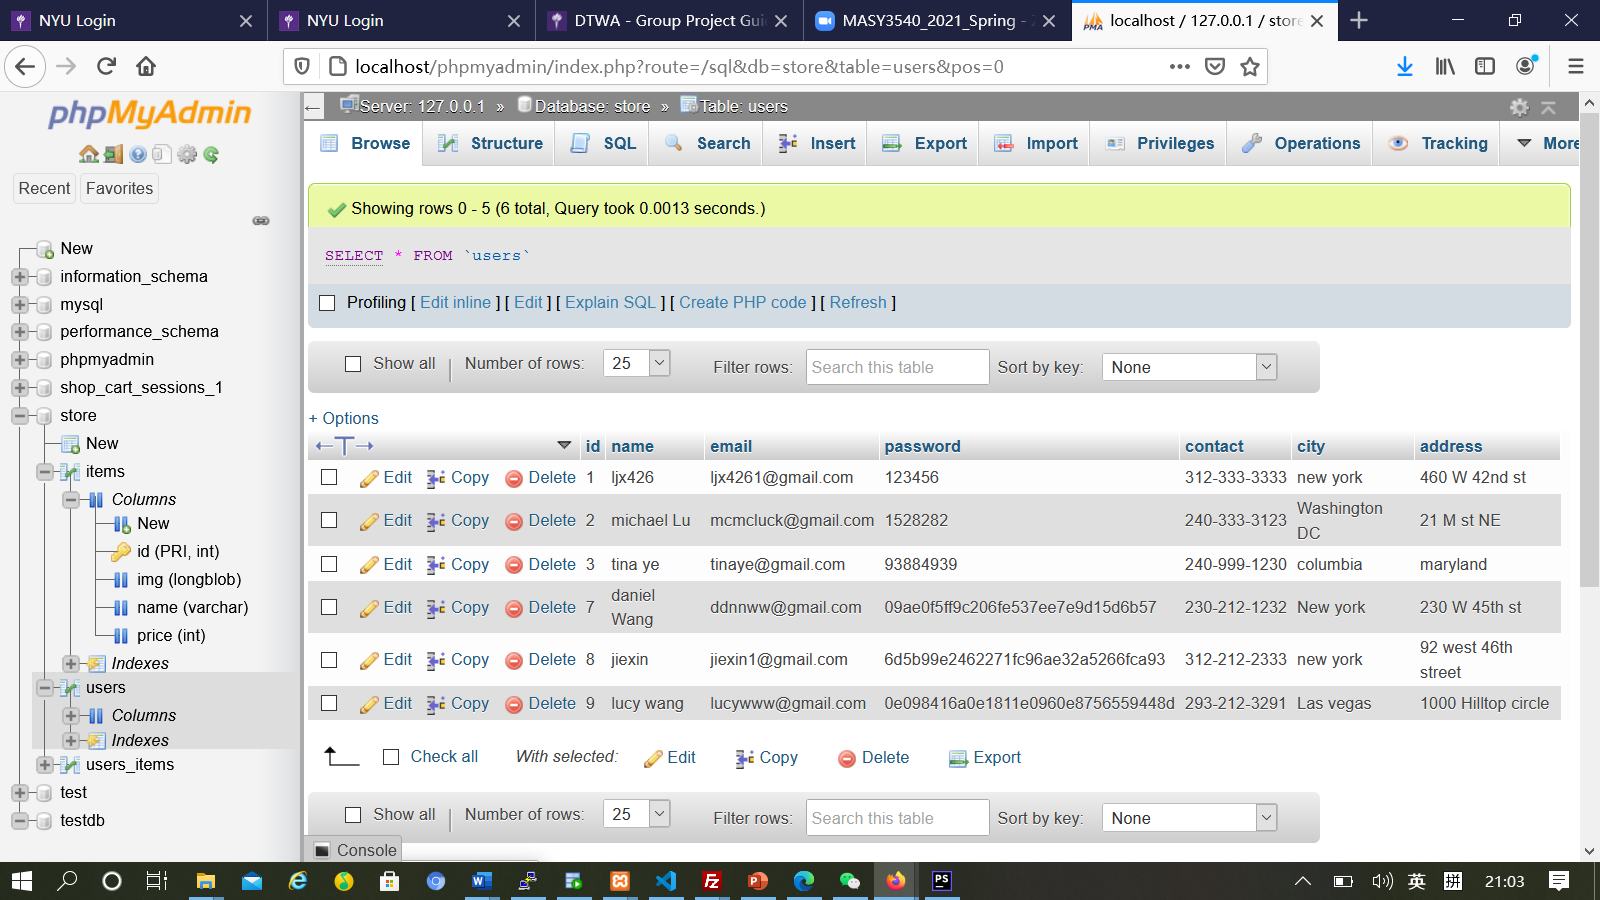 NYU Login
NYU Login
DTWA - Group Project Gui
MASY3540_2021_Spring -
localhost / 127.0.0.1 / store
PMA
localhost/phpmyadmin/index.php?route=/sql&db=store&table=users&pos=0
phpMyAdmin
Recent Favorites
New
information_schema
mysql
performance_schema
phpmyadmin
shop_cart_sessions_1
store
New
items
Columns
New
id (PRI, int)
img (longblob)
name (varchar)
price (int)
Indexes
users
Columns
Indexes
users_items
test
testdb
Server: 127.0.0.1 » Database: store » Table: users
Browse Structure SQL Search Insert Export Import Privileges Operations Tracking More
Showing rows 0 - 5 (6 total, Query took 0.0013 seconds.)
SELECT * FROM `users`
Profiling [ Edit inline ] [ Edit ] [ Explain SQL ] [ Create PHP code ] [ Refresh ]
Show all | Number of rows: 25 Filter rows: Search this table Sort by key: None
+ Options
←T→ id name email password contact city address
Edit Copy Delete 1 ljx426 ljx4261@gmail.com 123456 312-333-3333 new york 460 W 42nd st
Edit Copy Delete 2 michael Lu mcmcluck@gmail.com 1528282 240-333-3123 Washington DC 21 M st NE
Edit Copy Delete 3 tina ye tinaye@gmail.com 93884939 240-999-1230 columbia maryland
Edit Copy Delete 7 daniel Wang ddnnww@gmail.com 09ae0f5ff9c206fe537ee7e9d15d6b57 230-212-1232 New york 230 W 45th st
Edit Copy Delete 8 jiexin jiexin1@gmail.com 6d5b99e2462271fc96ae32a5266fca93 312-212-2333 new york 92 west 46th street
Edit Copy Delete 9 lucy wang lucywww@gmail.com 0e098416a0e1811e0960e8756559448d 293-212-3291 Las vegas 1000 Hilltop circle
Check all With selected: Edit Copy Delete Export
Show all | Number of rows: 25 Filter rows: Search this table Sort by key: None
Console
英 拼 21:03